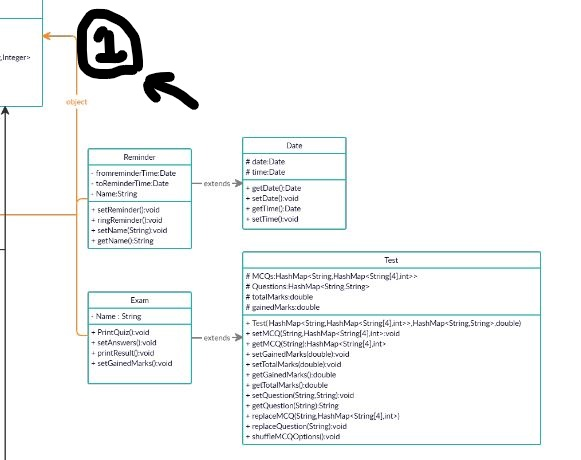 ,Integer>
1
object
Reminder
- fromreminderTime:Date
- toReminderTime:Date
- Name:String
+ setReminder():void
+ ringReminder():void
+ setName(String):void
+ getName():String
extends
Date
# date:Date
# time:Date
+ getDate():Date
+ setDate():void
+ getTime():Date
+ setTime():void
Exam
- Name : String
+ PrintQuiz():void
+ setAnswers():void
+ printResult():void
+ setGainedMarks():void
extends
Test
# MCQs:HashMap<String,HashMap<String[4],int>>
# Questions:HashMap<String,String>
# totalMarks:double
# gainedMarks:double
+ Test(HashMap<String,HashMap<String[4],int>>,HashMap<String,String>,double)
+ setMCQ(String,HashMap<String[4],int>:void
+ getMCQ(String):HashMap<String[4],int>
+ setGainedMarks(double):void
+ setTotalMarks(double):void
+ getGainedMarks():double
+ getTotalMarks():double
+ setQuestion(String,String):void
+ getQuestion(String):String
+ replaceMCQ(String,HashMap<String[4],int>)
+ replaceQuestion(String):void
+ shuffleMCQOptions():void